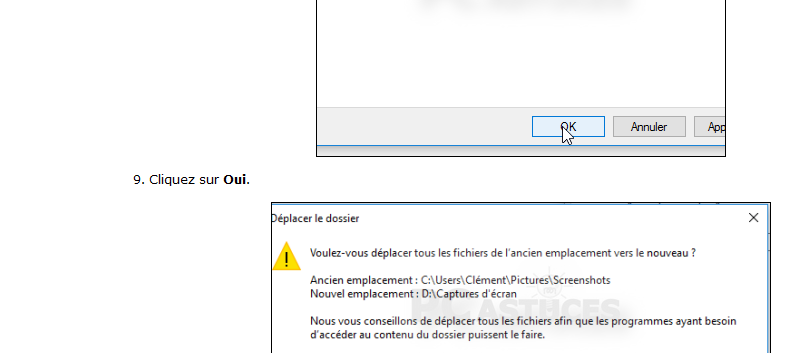 OK Annuler App
9. Cliquez sur Oui.
Déplacer le dossier
Voulez-vous déplacer tous les fichiers de l'ancien emplacement vers le nouveau ?
Ancien emplacement : C:\Users\Clément\Pictures\Screenshots
Nouvel emplacement : D:\Captures d'écran
PC ASTUCES
Nous vous conseillons de déplacer tous les fichiers afin que les programmes ayant besoin
d'accéder au contenu du dossier puissent le faire.